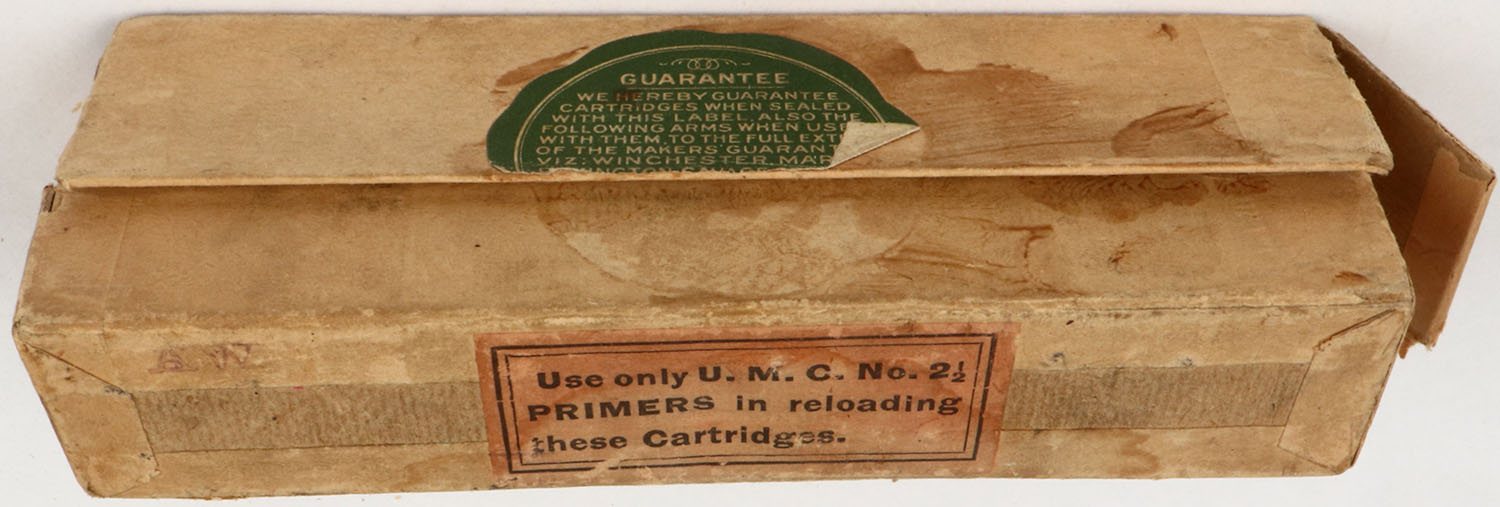 GUARANTEE
WE HEREBY GUARANTEE
CARTRIDGES WHEN SEALED
WITH THIS LABEL. ALSO THE
FOLLOWING ARMS WHEN USE
WITH THEM, TO THE FULL EXT
OF THE MAKERS' GUARANT
VIZ: WINCHESTER, MAR
A W
Use only U. M. C. No. 2½
PRIMERS in reloading
these Cartridges.